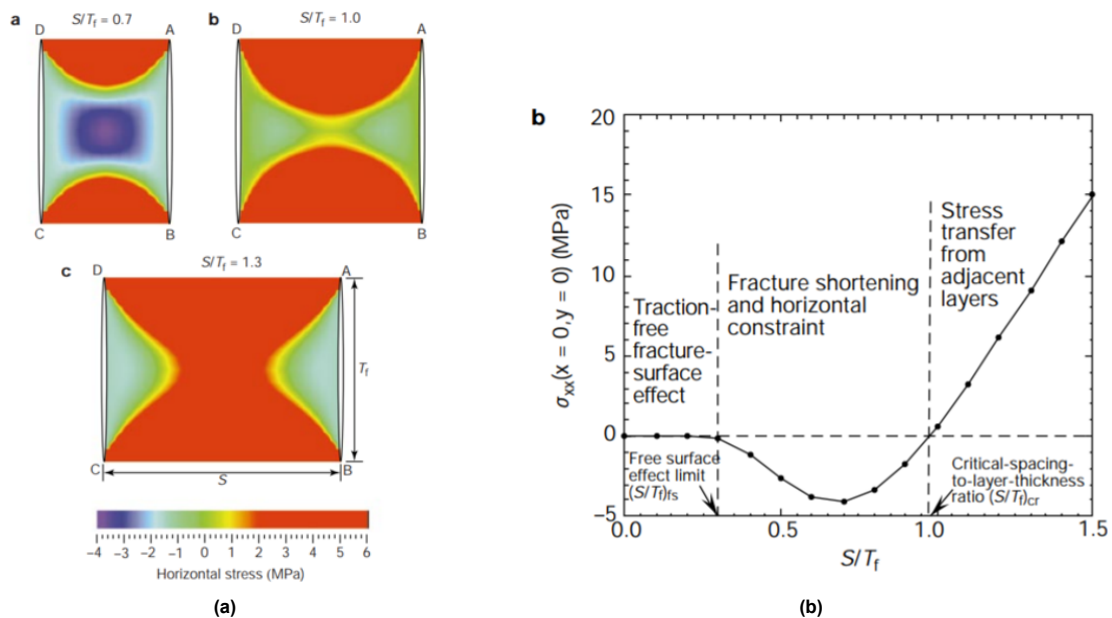 a
S/Tf = 0.7
D
A
C
B
b
S/Tf = 1.0
D
A
C
B
c
S/Tf = 1.3
D
A
Tf
C
B
S
−4 −3 −2 −1 0 1 2 3 4 5 6
Horizontal stress (MPa)
(a)
b
σxx(x = 0,y = 0) (MPa)
20
15
10
5
0
−5
0.0
0.5
1.0
1.5
S/Tf
Traction-
free
fracture-
surface
effect
Fracture shortening
and horizontal
constraint
Stress
transfer
from
adjacent
layers
Free surface
effect limit
(S/Tf)fs
Critical-spacing-
to-layer-thickness
ratio (S/Tf)cr
(b)